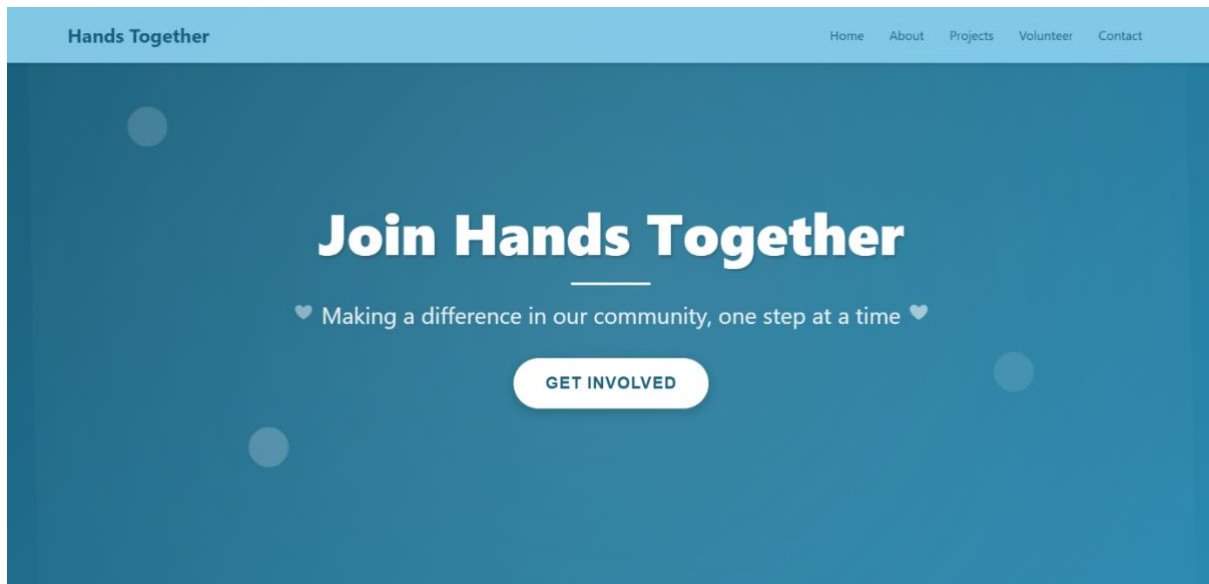 Hands Together
Home About Projects Volunteer Contact
Join Hands Together
Making a difference in our community, one step at a time
GET INVOLVED